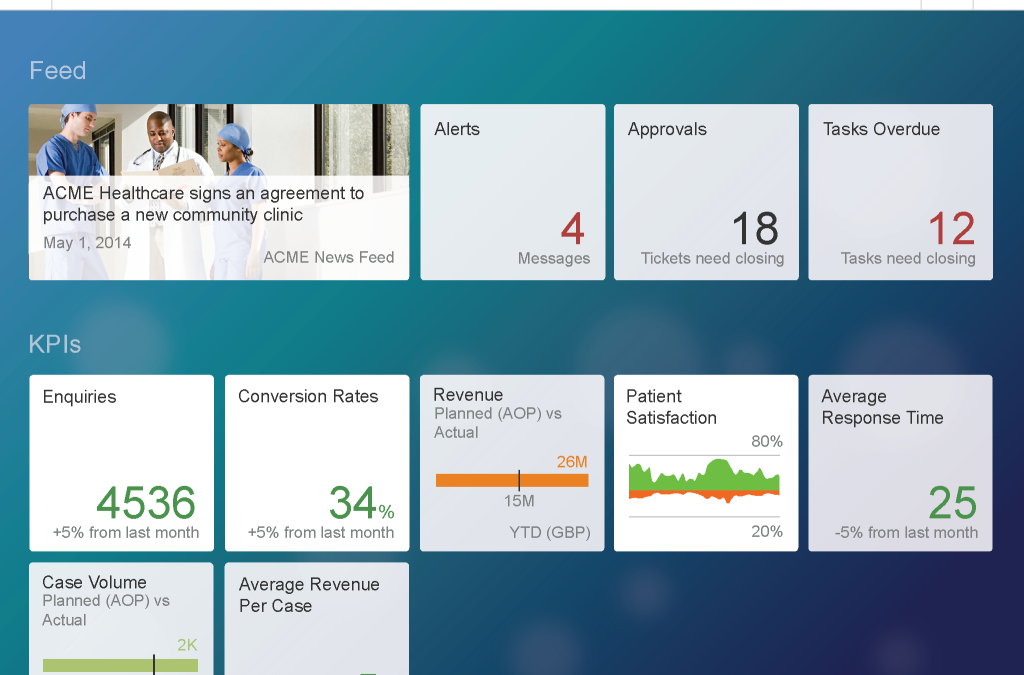 Feed
ACME Healthcare signs an agreement to
purchase a new community clinic
May 1, 2014
ACME News Feed
Alerts
4
Messages
Approvals
18
Tickets need closing
Tasks Overdue
12
Tasks need closing
KPIs
Enquiries
4536
+5% from last month
Conversion Rates
34%
+5% from last month
Revenue
Planned (AOP) vs
Actual
26M
15M
YTD (GBP)
Patient
Satisfaction
80%
20%
Average
Response Time
25
-5% from last month
Case Volume
Planned (AOP) vs
Actual
2K
Average Revenue
Per Case